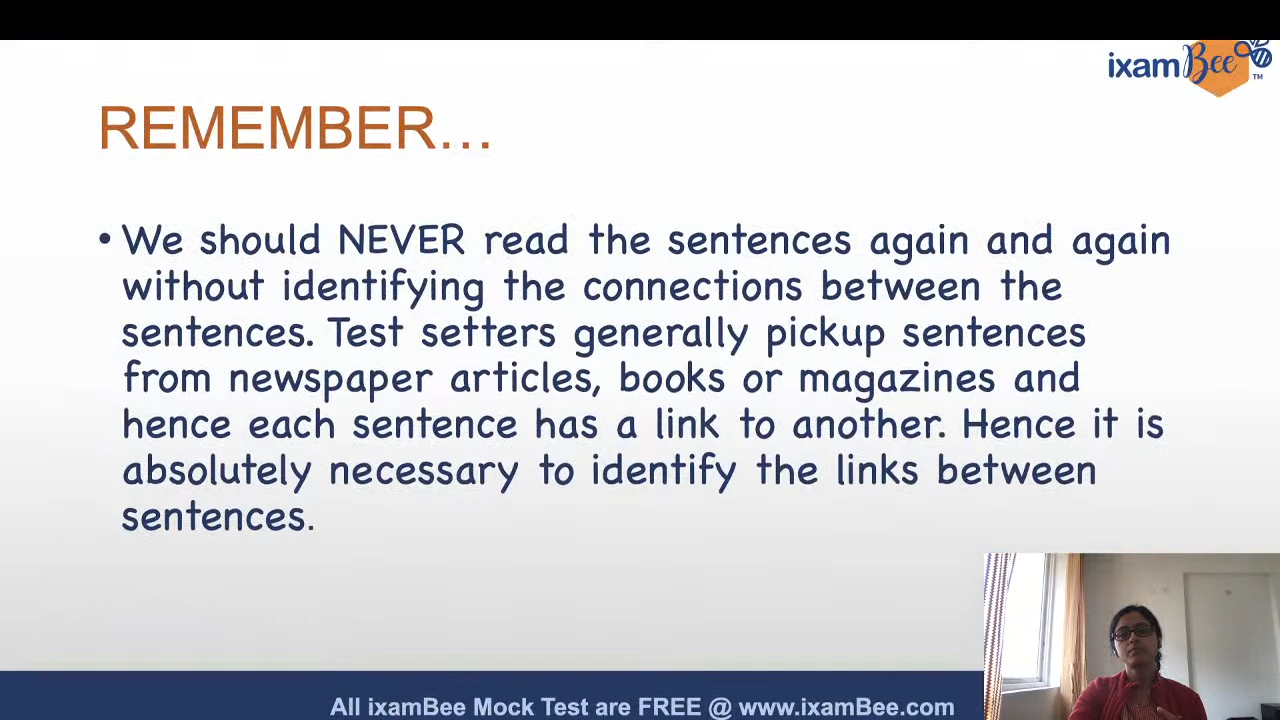 ixamBee
TM
REMEMBER...
• We should NEVER read the sentences again and again
without identifying the connections between the
sentences. Test setters generally pickup sentences
from newspaper articles, books or magazines and
hence each sentence has a link to another. Hence it is
absolutely necessary to identify the links between
sentences.
All ixamBee Mock Test are FREE @ www.ixamBee.com